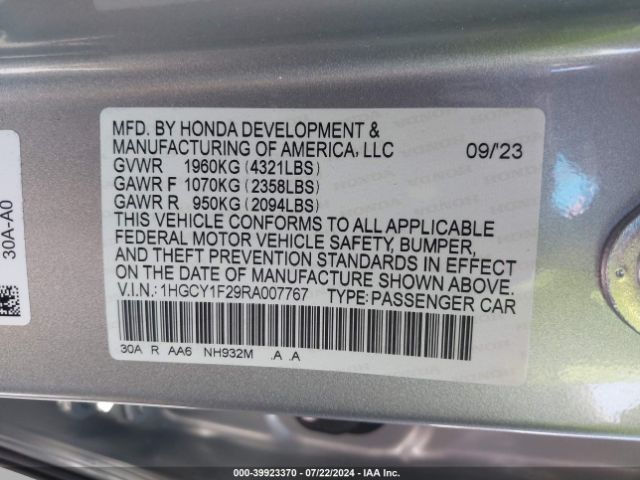 MFD. BY HONDA DEVELOPMENT &
MANUFACTURING OF AMERICA, LLC 09/'23
GVWR 1960KG (4321LBS)
GAWR F 1070KG (2358LBS)
GAWR R 950KG (2094LBS)
THIS VEHICLE CONFORMS TO ALL APPLICABLE
FEDERAL MOTOR VEHICLE SAFETY, BUMPER,
AND THEFT PREVENTION STANDARDS IN EFFECT
ON THE DATE OF MANUFACTURE SHOWN ABOVE.
V.I.N.: 1HGCY1F29RA007767 TYPE: PASSENGER CAR
30A R AA6 NH932M .A .A
30A-A0
000-39923370 - 07/22/2024 - IAA Inc.